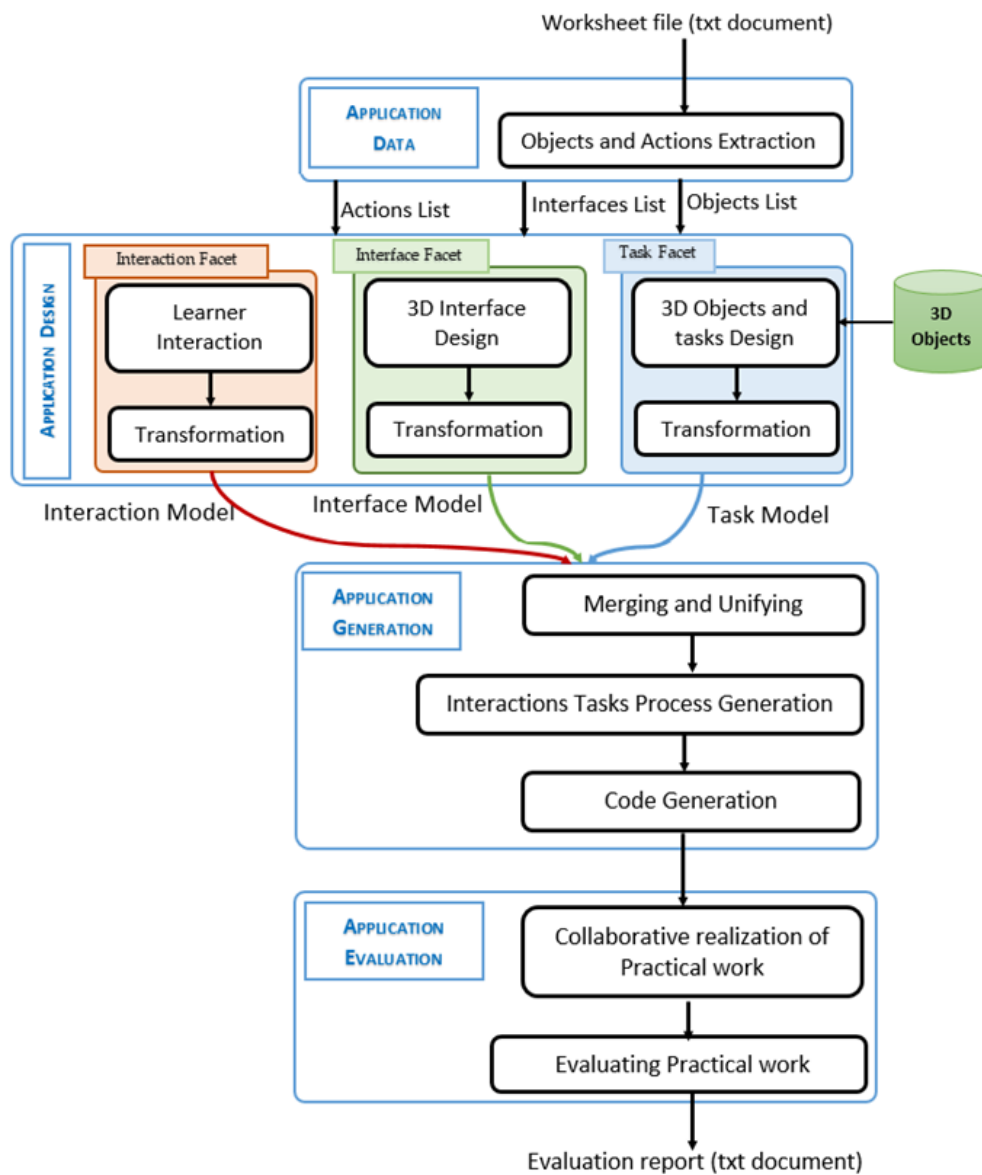 Worksheet file (txt document)
APPLICATION
DATA
Objects and Actions Extraction
Actions List
Interfaces List
Objects List
APPLICATION DESIGN
Interaction Facet
Interface Facet
Task Facet
Learner
Interaction
3D Interface
Design
3D Objects and
tasks Design
3D
Objects
Transformation
Transformation
Transformation
Interaction Model
Interface Model
Task Model
APPLICATION
GENERATION
Merging and Unifying
Interactions Tasks Process Generation
Code Generation
APPLICATION
EVALUATION
Collaborative realization of
Practical work
Evaluating Practical work
Evaluation report (txt document)